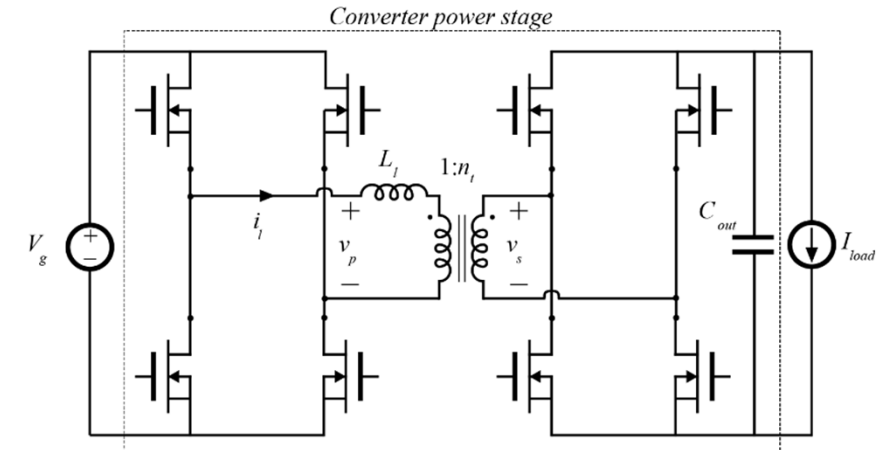 Converter power stage
L_l
1:n_t
i_l
+
v_p
−
+
v_s
−
V_g
+
−
C_out
I_load